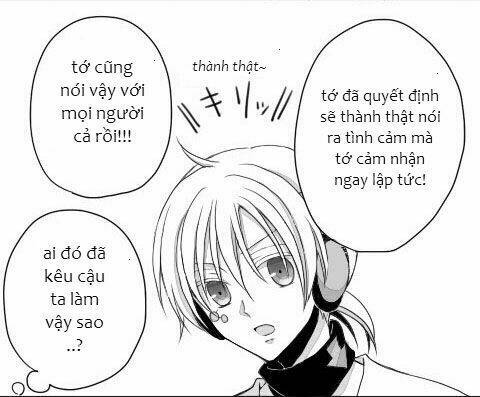 tớ đã quyết định
sẽ thành thật nói
ra tình cảm mà
tớ cảm nhận
ngay lập tức!
thành thật~
キリッ
tớ cũng
nói vậy với
mọi người
cả rồi!!!
ai đó đã
kêu cậu
ta làm
vậy sao
..?